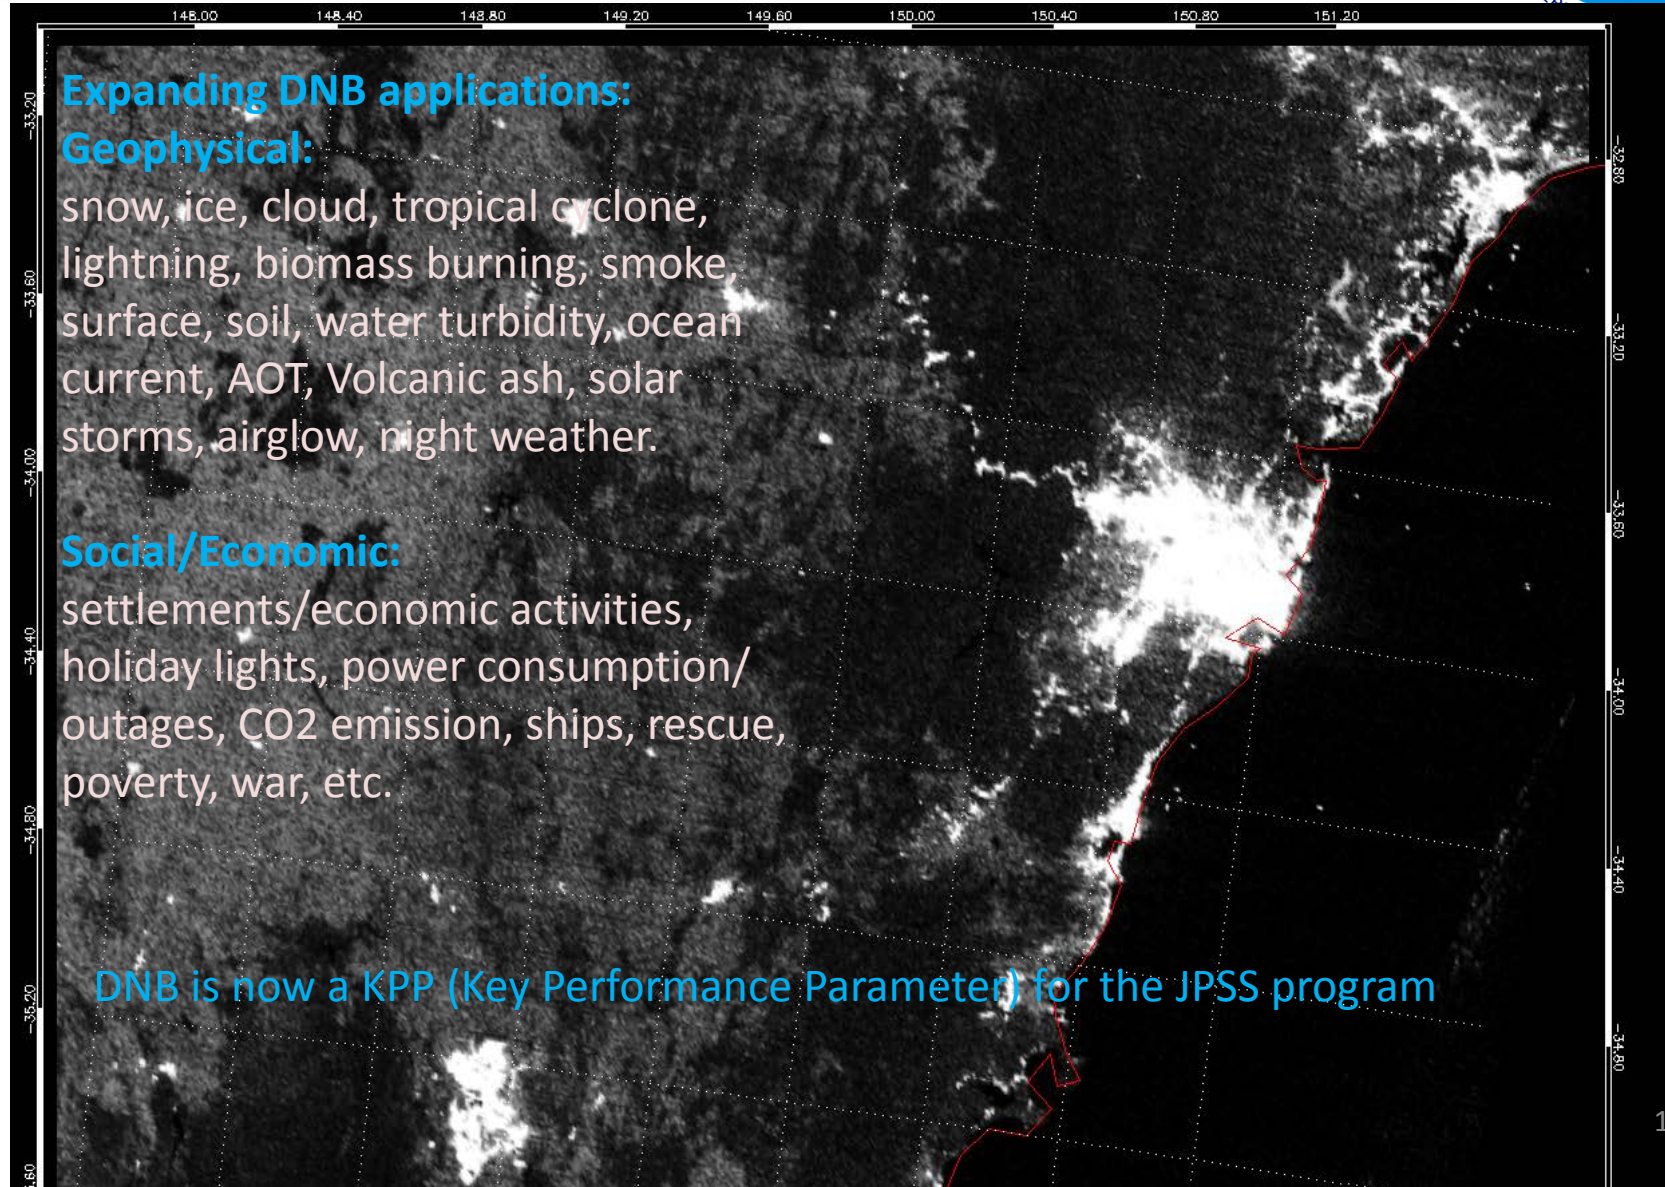 148.00 148.40 148.80 149.20 149.60 150.00 150.40 150.80 151.20
Expanding DNB applications:
Geophysical:
snow, ice, cloud, tropical cyclone,
lightning, biomass burning, smoke,
surface, soil, water turbidity, ocean
current, AOT, Volcanic ash, solar
storms, airglow, night weather.
Social/Economic:
settlements/economic activities,
holiday lights, power consumption/
outages, CO2 emission, ships, rescue,
poverty, war, etc.
DNB is now a KPP (Key Performance Parameter) for the JPSS program
-33.20
-33.60
-34.00
-34.40
-34.80
-35.20
-32.80
-33.20
-33.60
-34.00
-34.40
-34.80
1